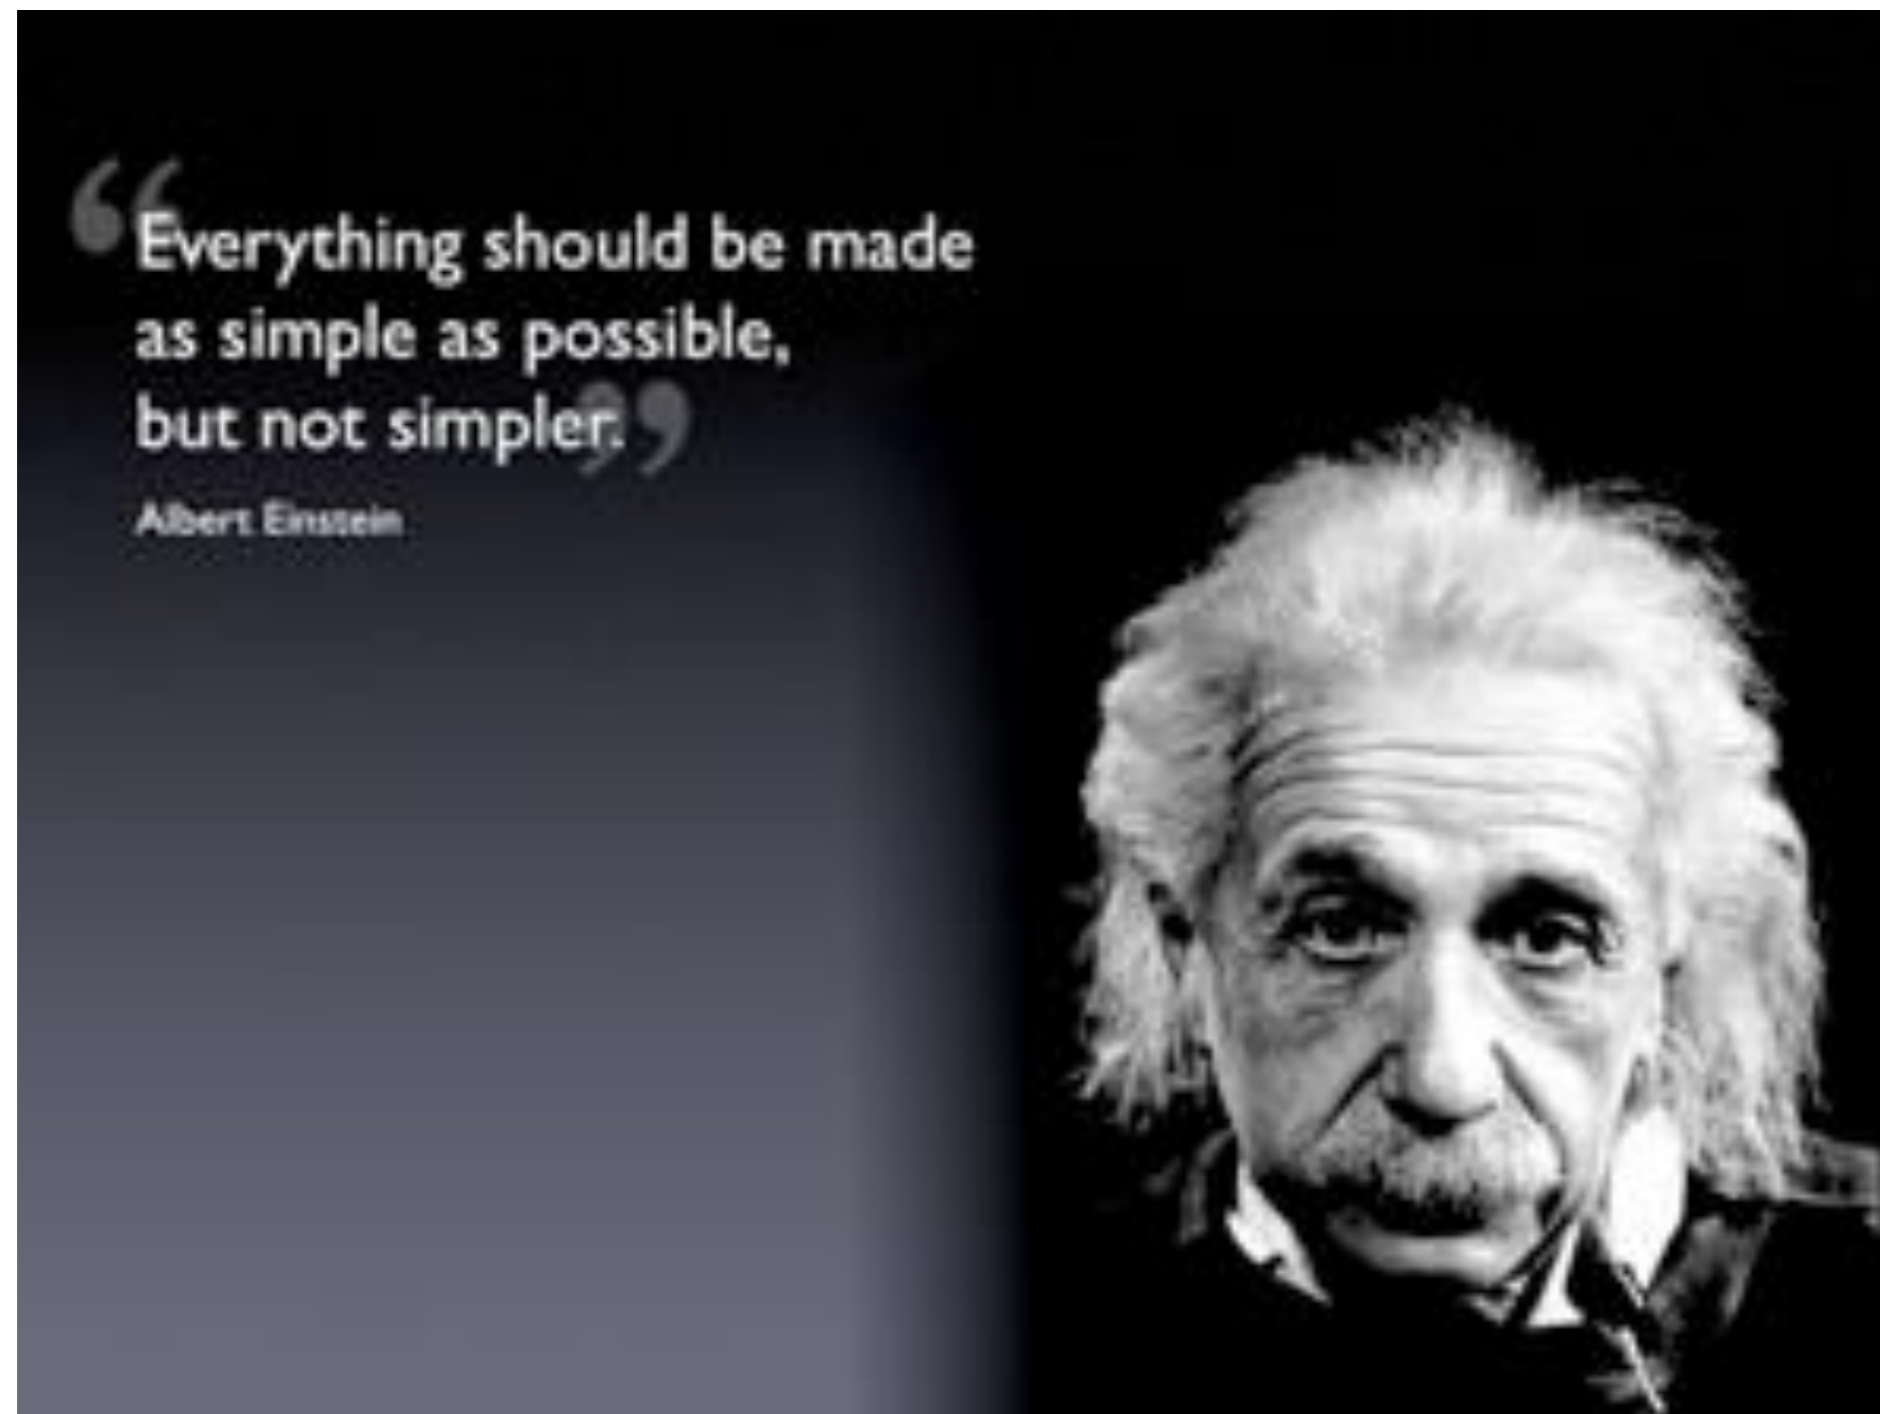 “Everything should be made
as simple as possible,
but not simpler.”
Albert Einstein